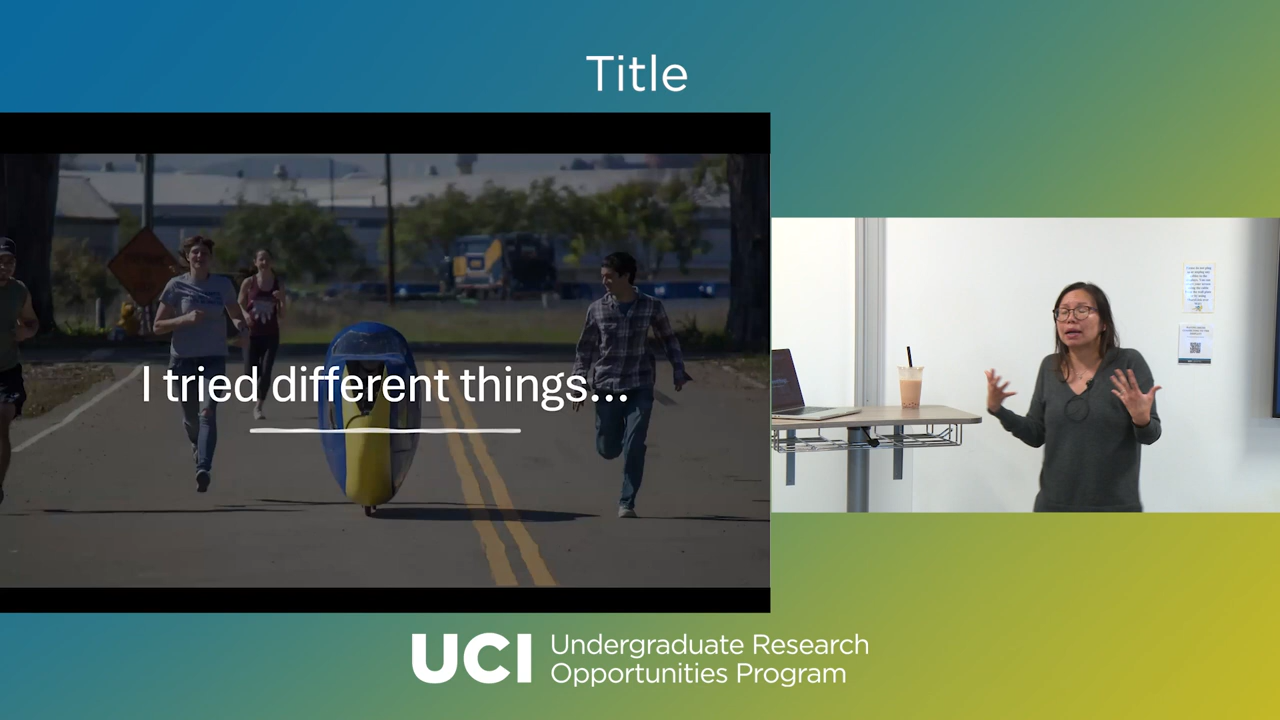 Title
I tried different things...
UCI Undergraduate Research
Opportunities Program